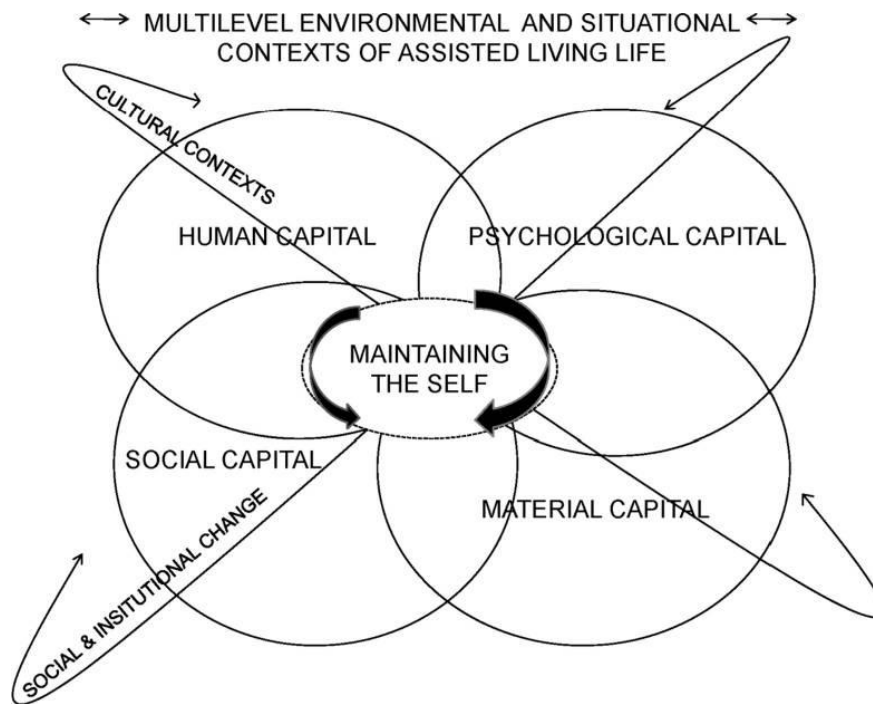 MULTILEVEL ENVIRONMENTAL AND SITUATIONAL
CONTEXTS OF ASSISTED LIVING LIFE
CULTURAL CONTEXTS
HUMAN CAPITAL
PSYCHOLOGICAL CAPITAL
MAINTAINING
THE SELF
SOCIAL CAPITAL
MATERIAL CAPITAL
SOCIAL & INSITUTIONAL CHANGE